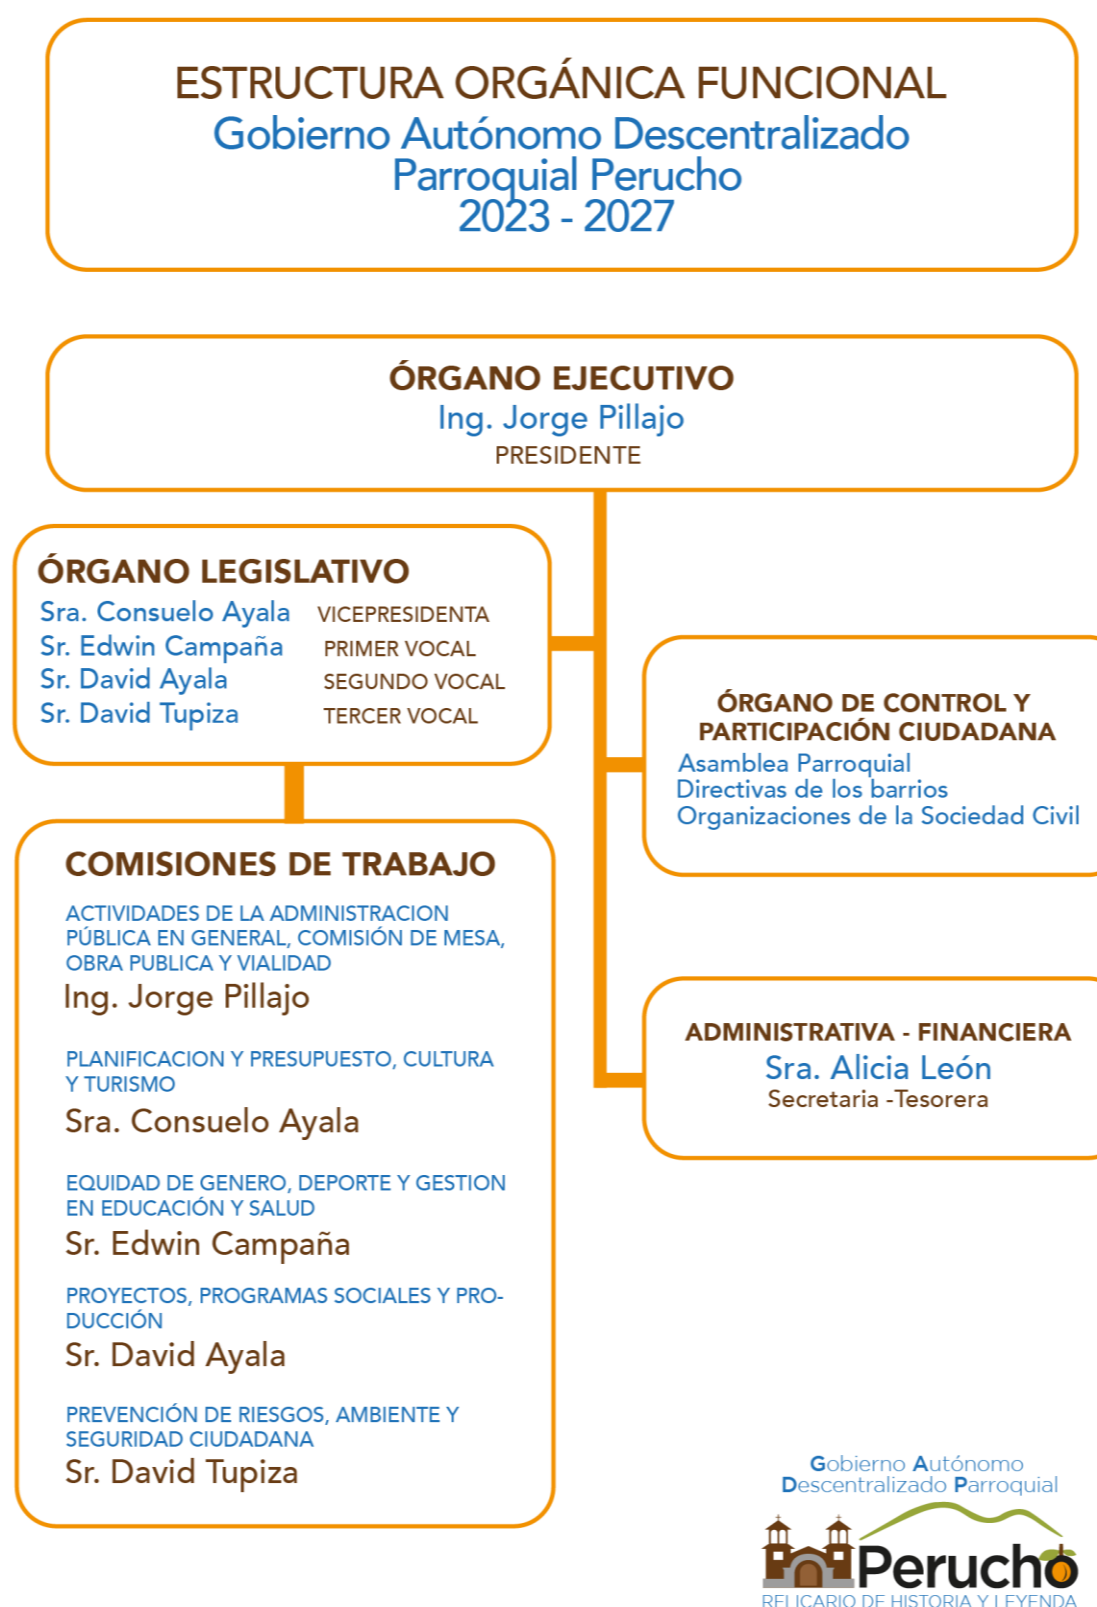 ESTRUCTURA ORGÁNICA FUNCIONAL
Gobierno Autónomo Descentralizado
Parroquial Perucho
2023 - 2027
ÓRGANO EJECUTIVO
Ing. Jorge Pillajo
PRESIDENTE
ÓRGANO LEGISLATIVO
Sra. Consuelo Ayala VICEPRESIDENTA
Sr. Edwin Campaña PRIMER VOCAL
Sr. David Ayala SEGUNDO VOCAL
Sr. David Tupiza TERCER VOCAL
ÓRGANO DE CONTROL Y
PARTICIPACIÓN CIUDADANA
Asamblea Parroquial
Directivas de los barrios
Organizaciones de la Sociedad Civil
COMISIONES DE TRABAJO
ACTIVIDADES DE LA ADMINISTRACION
PÚBLICA EN GENERAL, COMISIÓN DE MESA,
OBRA PUBLICA Y VIALIDAD
Ing. Jorge Pillajo
PLANIFICACION Y PRESUPUESTO, CULTURA
Y TURISMO
Sra. Consuelo Ayala
EQUIDAD DE GENERO, DEPORTE Y GESTION
EN EDUCACIÓN Y SALUD
Sr. Edwin Campaña
PROYECTOS, PROGRAMAS SOCIALES Y PRO-
DUCCIÓN
Sr. David Ayala
PREVENCIÓN DE RIESGOS, AMBIENTE Y
SEGURIDAD CIUDADANA
Sr. David Tupiza
ADMINISTRATIVA - FINANCIERA
Sra. Alicia León
Secretaria -Tesorera
Gobierno Autónomo
Descentralizado Parroquial
Perucho
RELICARIO DE HISTORIA Y LEYENDA